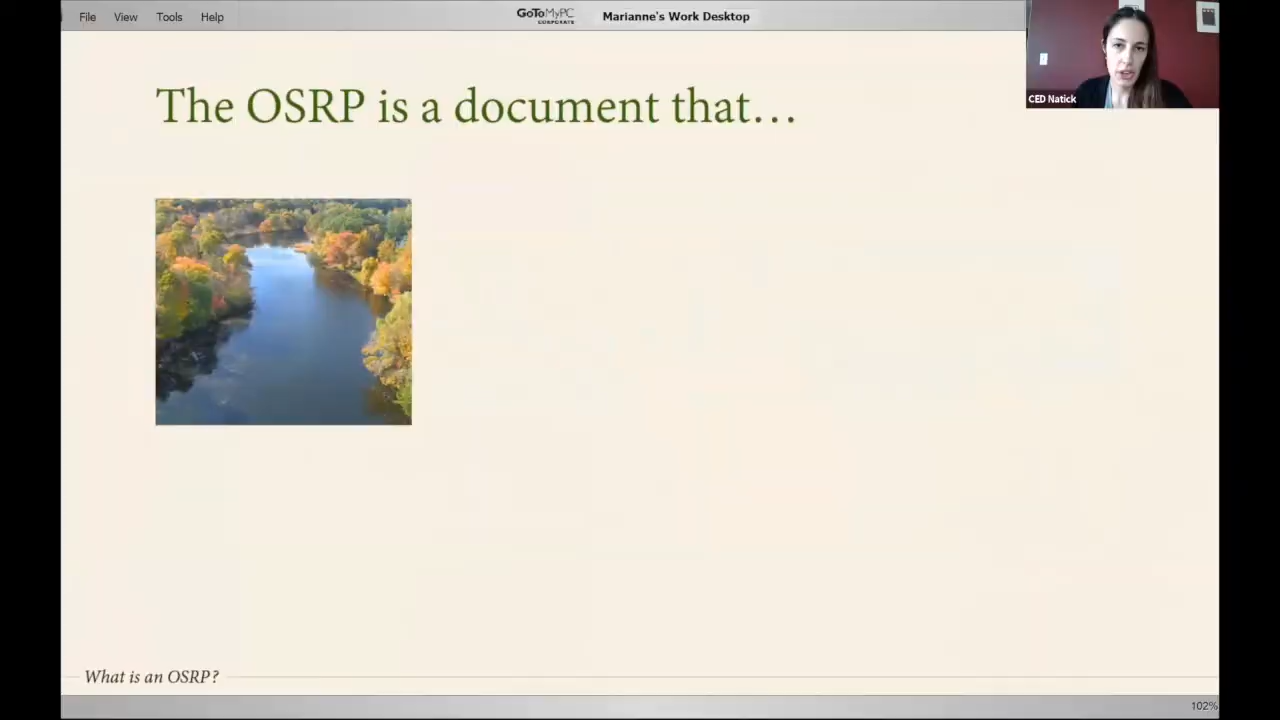 File View Tools Help
GoToMyPC
CORPORATE
Marianne's Work Desktop
CED Natick
The OSRP is a document that…
What is an OSRP?
102%